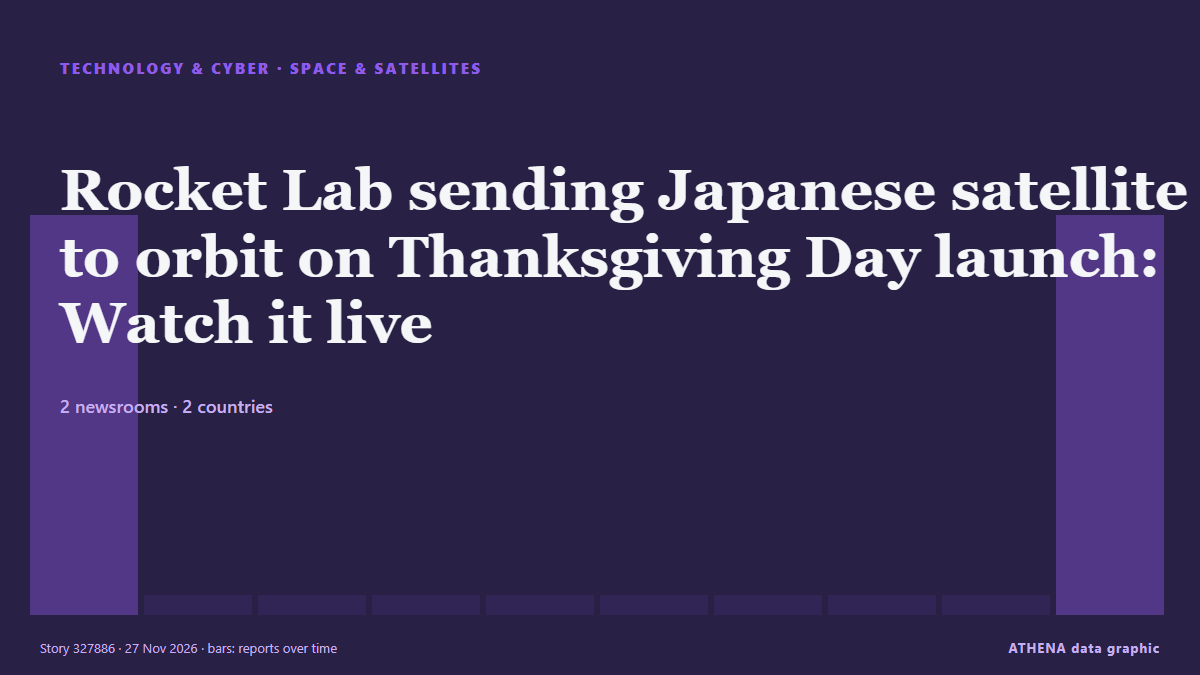 TECHNOLOGY & CYBER · SPACE & SATELLITES
Rocket Lab sending Japanese satellite
to orbit on Thanksgiving Day launch:
Watch it live
2 newsrooms · 2 countries
Story 327886 · 27 Nov 2026 · bars: reports over time
ATHENA data graphic